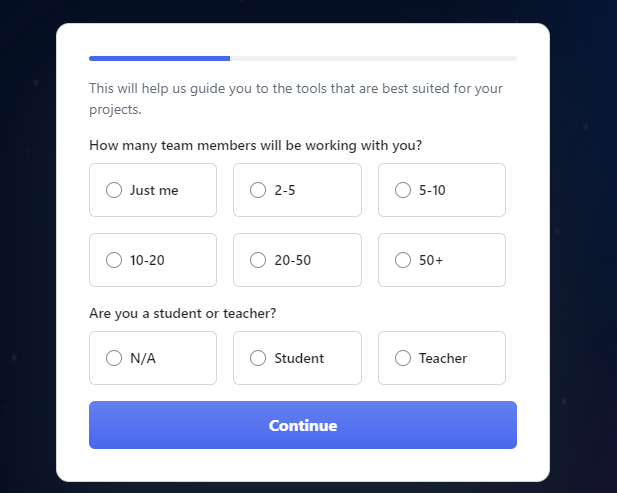 This will help us guide you to the tools that are best suited for your
projects.
How many team members will be working with you?
Just me
2-5
5-10
10-20
20-50
50+
Are you a student or teacher?
N/A
Student
Teacher
Continue